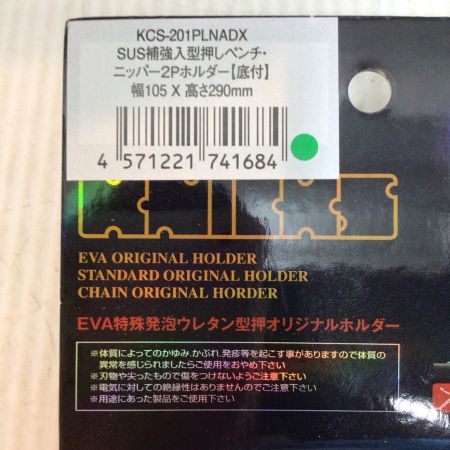 KCS-201PLNADX
SUS補強入型押しペンチ・
ニッパー2Pホルダー【底付】
幅105 X 高さ290mm
4 571221 741684
EVA ORIGINAL HOLDER
STANDARD ORIGINAL HOLDER
CHAIN ORIGINAL HORDER
EVA特殊発泡ウレタン型押オリジナルホルダー
※体質によってのかゆみ、かぶれ、発疹等を起こす事がありますので体質の
異常を感じられましたらご使用をおやめ下さい
※刃物や尖ったもので傷をつけないようご注意下さい
※電気に対しての絶縁性はありませんのでご注意下さい
※用途にあった製品をご使用下さい